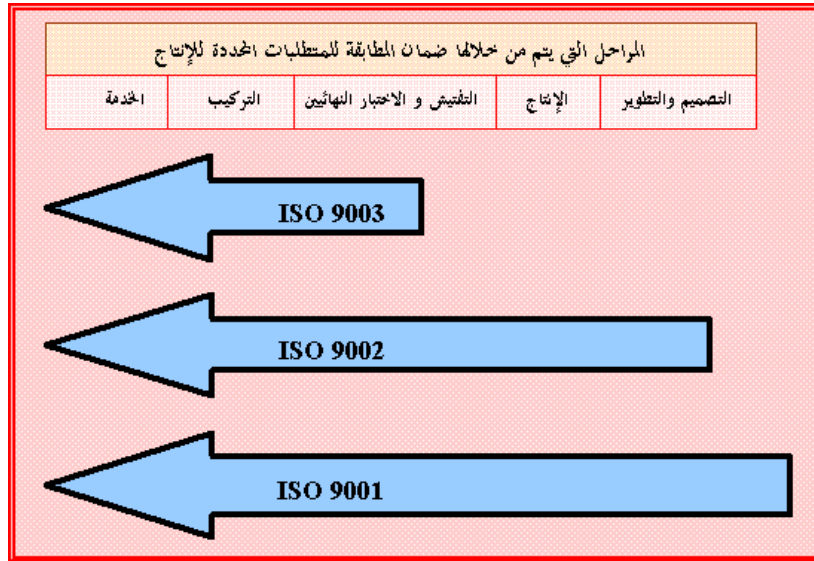 المراحل التي يتم من خلالها ضمان المطابقة للمتطلبات المحددة للإنتاج
التصميم والتطوير الإنتاج التفتيش و الاختبار النهائيين التركيب الخدمة
ISO 9003
ISO 9002
ISO 9001